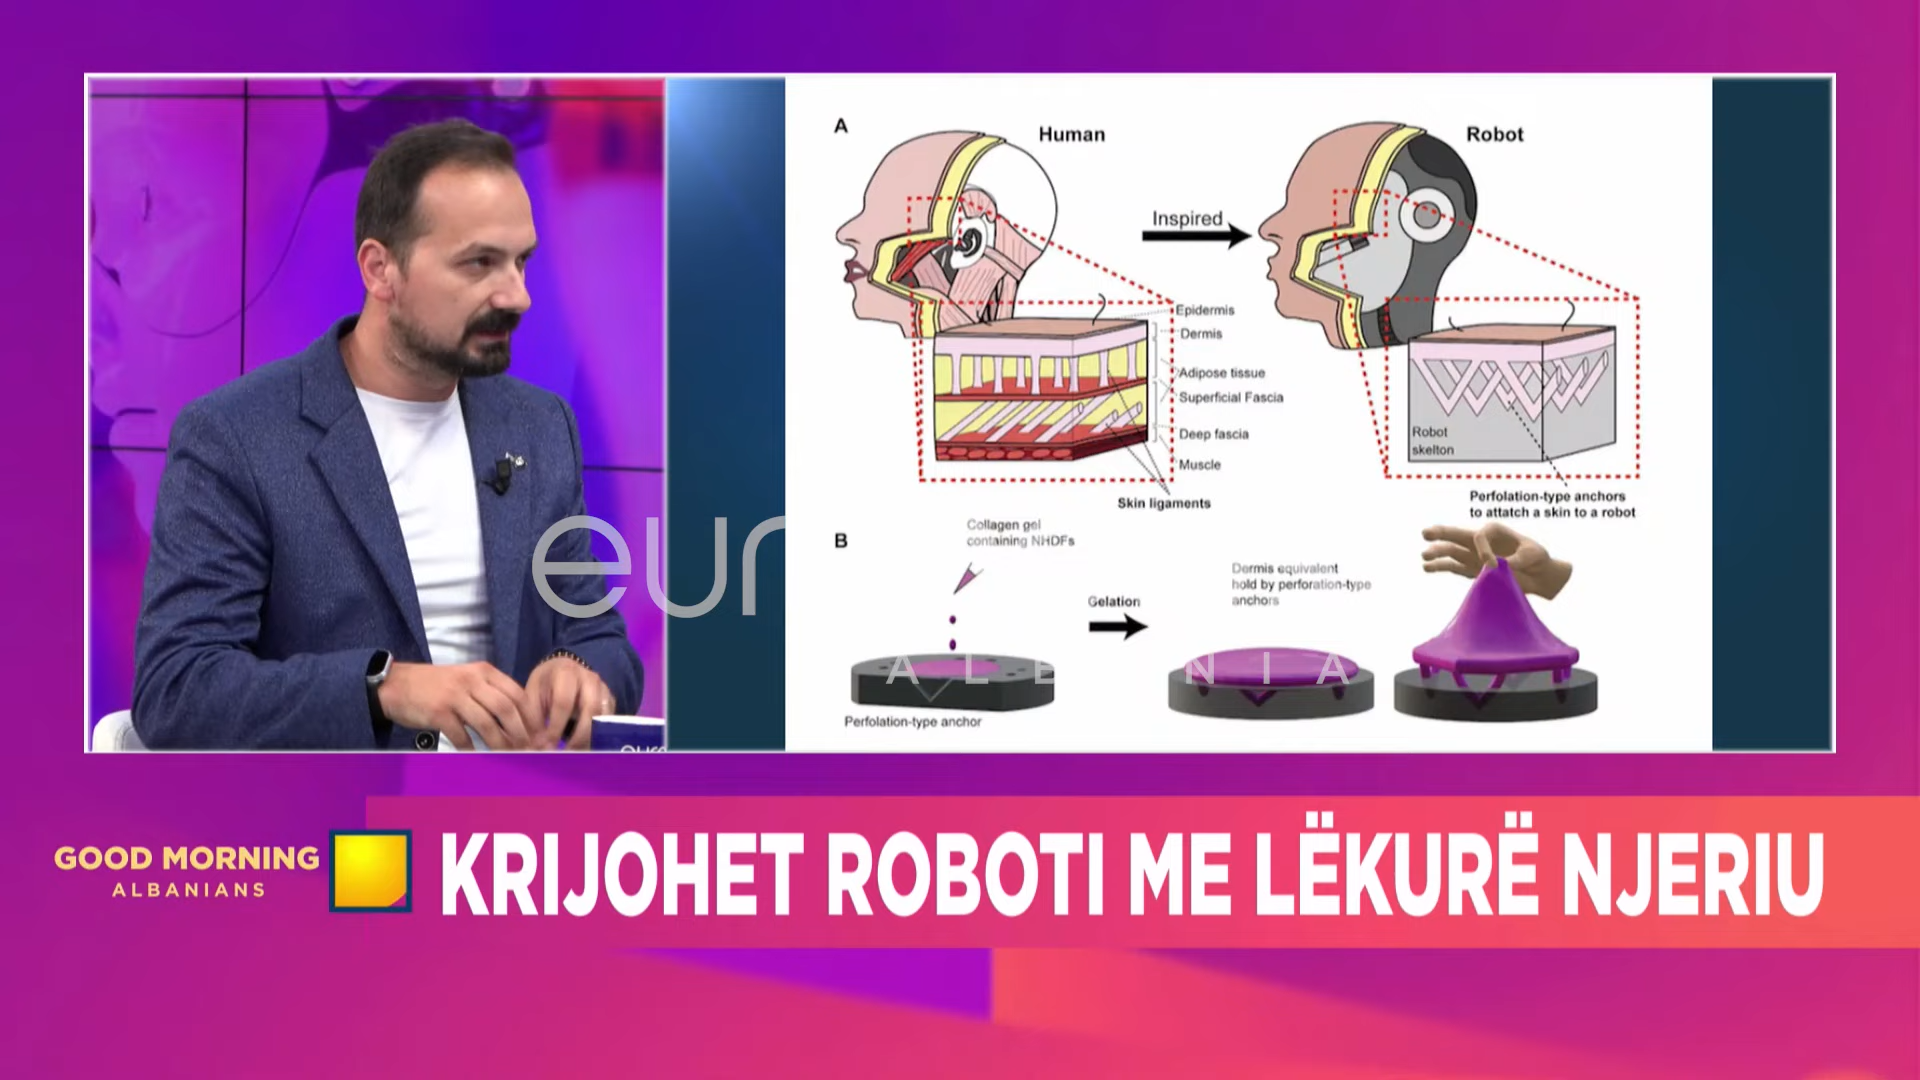 A
Human
Robot
Inspired
Epidermis
Dermis
Adipose tissue
Superficial Fascia
Deep fascia
Muscle
Skin ligaments
Robot
skelton
Perfolation-type anchors
to attatch a skin to a robot
B
Collagen gel
containing NHDFs
Gelation
Dermis equivalent
hold by perforation-type
anchors
Perfolation-type anchor
eur
ALBANIA
GOOD MORNING
ALBANIANS
KRIJOHET ROBOTI ME LËKURË NJERIU